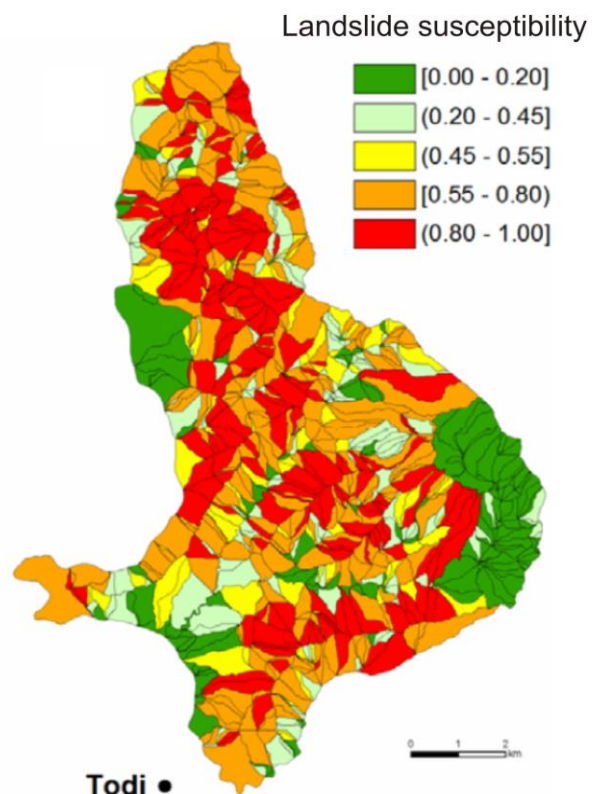 Landslide susceptibility
[0.00 - 0.20]
(0.20 - 0.45]
(0.45 - 0.55]
[0.55 - 0.80)
(0.80 - 1.00]
0 1 2
km
Todi